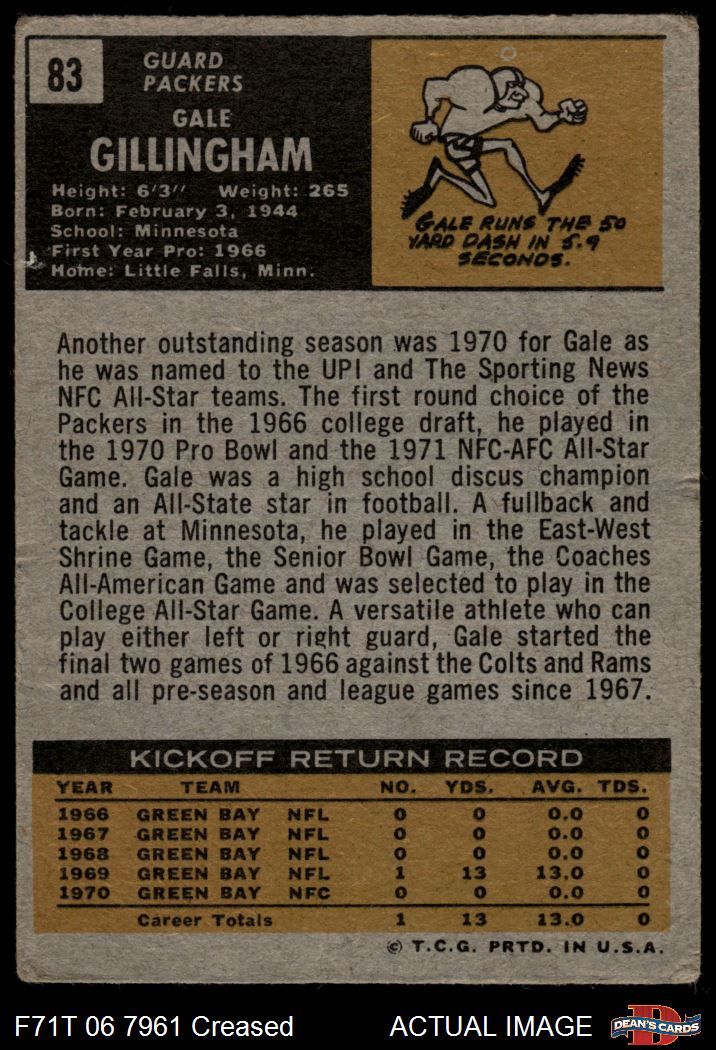 83
GUARD
PACKERS
GALE
GILLINGHAM
Height: 6'3" Weight: 265
Born: February 3, 1944
School: Minnesota
First Year Pro: 1966
Home: Little Falls, Minn.
GALE RUNS THE 50
YARD DASH IN 5.9
SECONDS.
Another outstanding season was 1970 for Gale as
he was named to the UPI and The Sporting News
NFC All-Star teams. The first round choice of the
Packers in the 1966 college draft, he played in
the 1970 Pro Bowl and the 1971 NFC-AFC All-Star
Game. Gale was a high school discus champion
and an All-State star in football. A fullback and
tackle at Minnesota, he played in the East-West
Shrine Game, the Senior Bowl Game, the Coaches
All-American Game and was selected to play in the
College All-Star Game. A versatile athlete who can
play either left or right guard, Gale started the
final two games of 1966 against the Colts and Rams
and all pre-season and league games since 1967.
KICKOFF RETURN RECORD
YEAR TEAM NO. YDS. AVG. TDS.
1966 GREEN BAY NFL 0 0 0.0 0
1967 GREEN BAY NFL 0 0 0.0 0
1968 GREEN BAY NFL 0 0 0.0 0
1969 GREEN BAY NFL 1 13 13.0 0
1970 GREEN BAY NFC 0 0 0.0 0
Career Totals 1 13 13.0 0
© T.C.G. PRTD. IN U.S.A.
F71T 06 7961 Creased ACTUAL IMAGE
D
DEAN'S CARDS